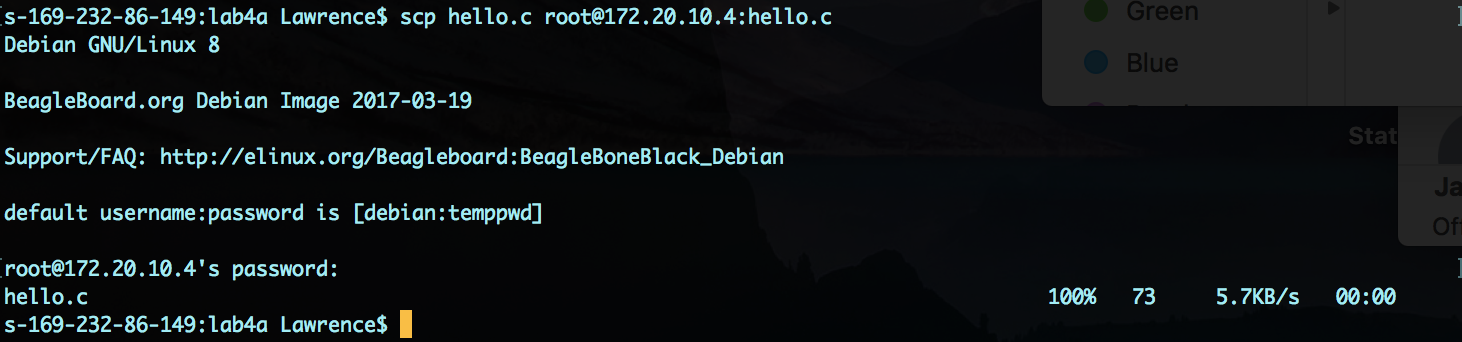 [s-169-232-86-149:lab4a Lawrence$ scp hello.c root@172.20.10.4:hello.c ]
Debian GNU/Linux 8
BeagleBoard.org Debian Image 2017-03-19
Support/FAQ: http://elinux.org/Beagleboard:BeagleBoneBlack_Debian
default username:password is [debian:temppwd]
[root@172.20.10.4's password: ]
hello.c 100% 73 5.7KB/s 00:00
s-169-232-86-149:lab4a Lawrence$
Green
Blue
Stat
Ja